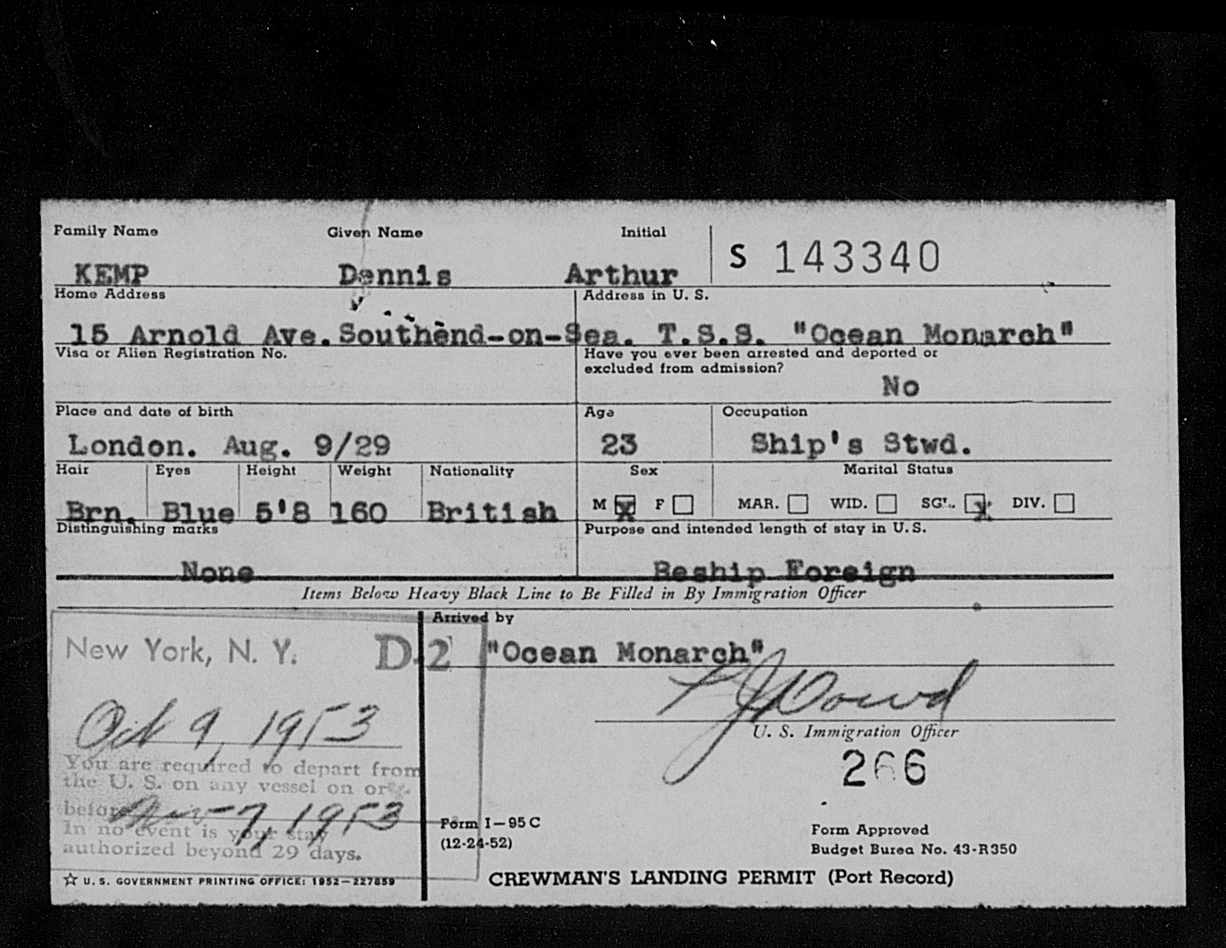 Family Name Given Name Initial S 143340
KEMP Dennis Arthur
Home Address Address in U. S.
15 Arnold Ave. Southend-on-Sea. T.S.S. "Ocean Monarch"
Visa or Alien Registration No. Have you ever been arrested and deported or
excluded from admission?
No
Place and date of birth Age Occupation
London. Aug. 9/29 23 Ship's Stwd.
Hair Eyes Height Weight Nationality Sex Marital Status
Brn. Blue 5'8 160 British M X F MAR. WID. SGL. X DIV.
Distinguishing marks Purpose and intended length of stay in U.S.
None Reship Foreign
Items Below Heavy Black Line to Be Filled in By Immigration Officer
Arrived by
New York, N. Y. D-2 "Ocean Monarch"
Oct 9, 1953
U. S. Immigration Officer
You are required to depart from
the U. S. on any vessel on or
266
before Nov 7, 1953
In no event is your stay
authorized beyond 29 days.
Form I-95 C
(12-24-52)
Form Approved
Budget Burea No. 43-R350
☆ U. S. GOVERNMENT PRINTING OFFICE: 1952-227859
CREWMAN'S LANDING PERMIT (Port Record)